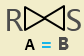 R⋈S
A = B